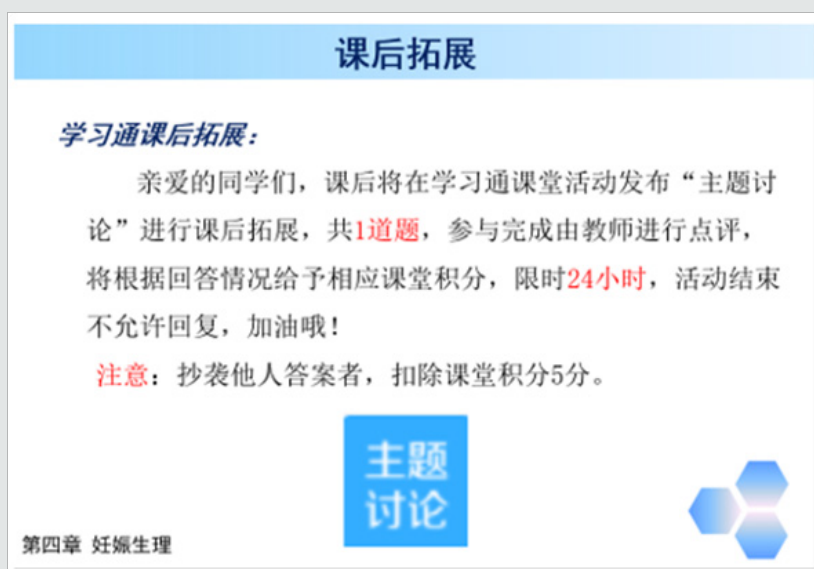 课后拓展
学习通课后拓展：
亲爱的同学们，课后将在学习通课堂活动发布“主题讨
论”进行课后拓展，共1道题，参与完成由教师进行点评，
将根据回答情况给予相应课堂积分，限时24小时，活动结束
不允许回复，加油哦！
注意：抄袭他人答案者，扣除课堂积分5分。
主题
讨论
第四章 妊娠生理